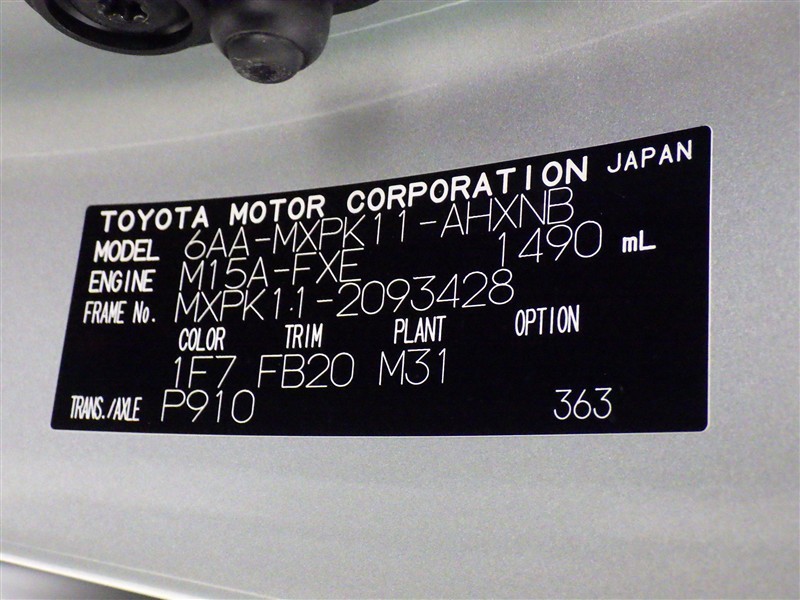 TOYOTA MOTOR CORPORATION JAPAN
MODEL 6AA-MXPK11-AHXNB
ENGINE M15A-FXE 1490 mL
FRAME No. MXPK11-2093428
COLOR TRIM PLANT OPTION
1F7 FB20 M31
TRANS./AXLE P910 363